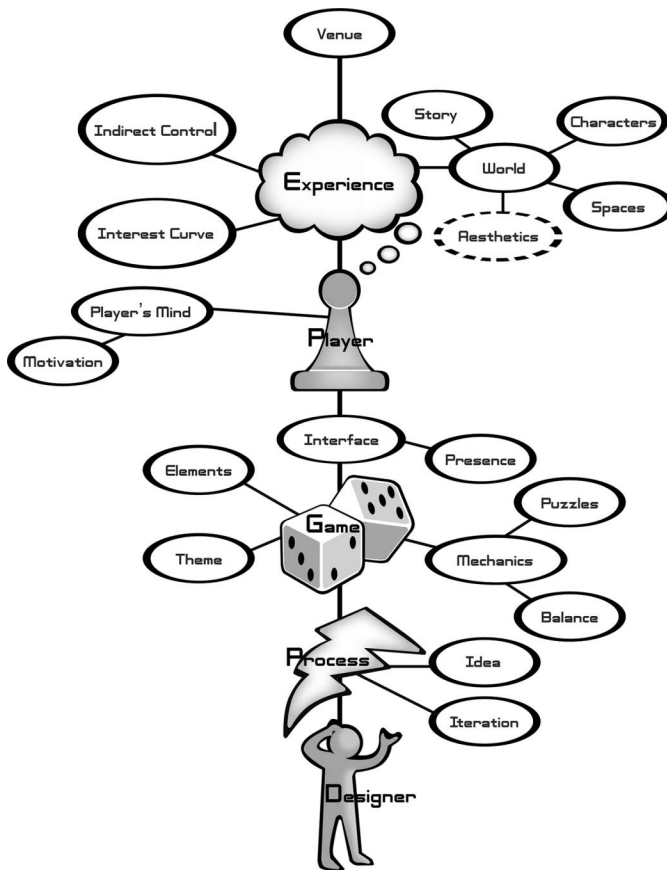 Venue
Story
Characters
Indirect Control
World
Experience
Spaces
Interest Curve
Aesthetics
Player's Mind
Player
Motivation
Interface
Presence
Elements
Puzzles
Game
Theme
Mechanics
Balance
Process
Idea
Iteration
Designer